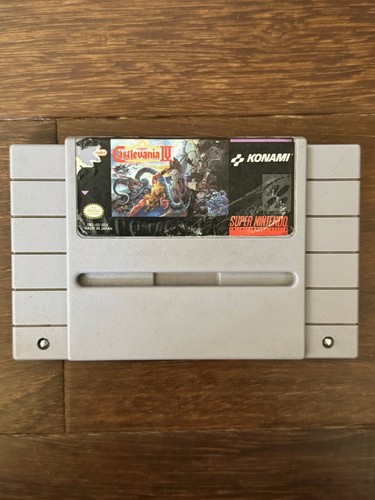 SUPER
Castlevania IV
KONAMI
SUPER NINTENDO
MADE IN JAPAN